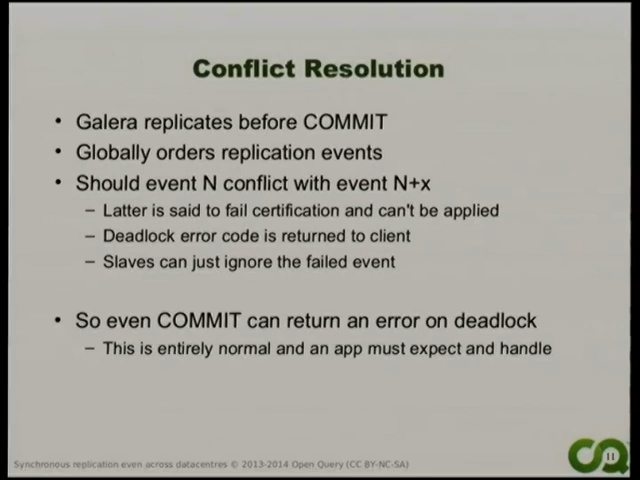 Conflict Resolution
• Galera replicates before COMMIT
• Globally orders replication events
• Should event N conflict with event N+x
– Latter is said to fail certification and can't be applied
– Deadlock error code is returned to client
– Slaves can just ignore the failed event
• So even COMMIT can return an error on deadlock
– This is entirely normal and an app must expect and handle
Synchronous replication even across datacentres © 2013-2014 Open Query (CC BY-NC-SA)
11